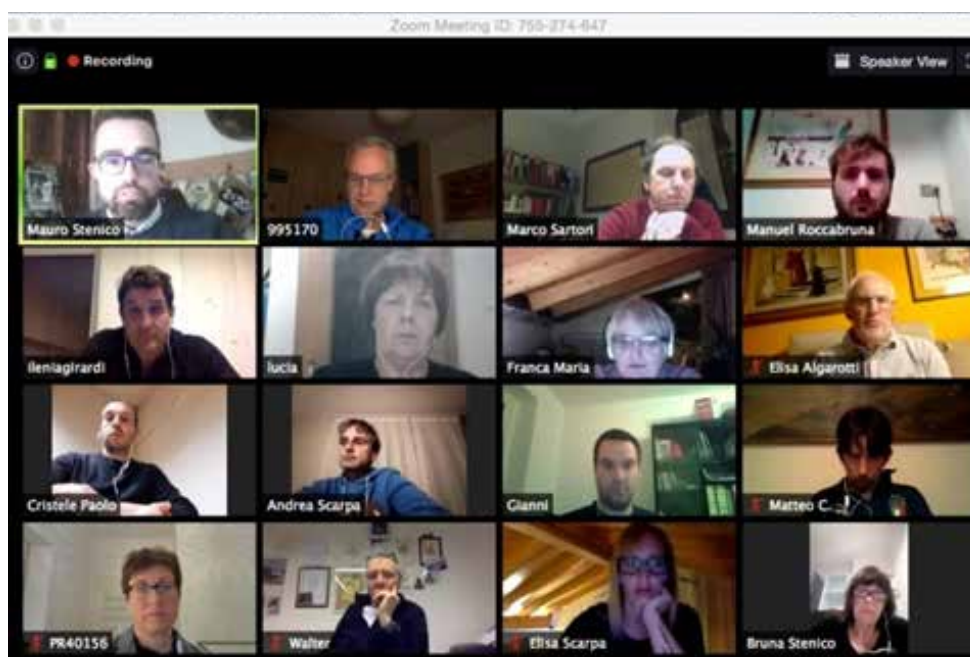 Zoom Meeting ID: 755-274-647
Recording
Speaker View
Mauro Stenico
995170
Marco Sartori
Manuel Roccabruna
ileniagirardi
lucia
Franca Maria
Elisa Algarotti
Cristele Paolo
Andrea Scarpa
Gianni
Matteo C.
PR40156
Walter
Elisa Scarpa
Bruna Stenico